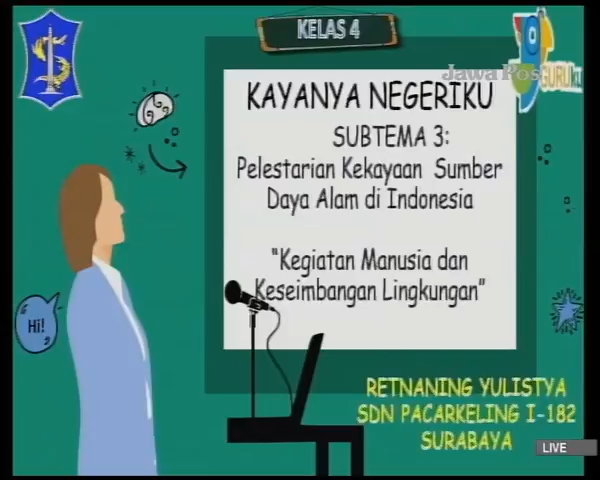 KELAS 4
JawaPos
GURUKU
KAYANYA NEGERIKU
SUBTEMA 3:
Pelestarian Kekayaan Sumber
Daya Alam di Indonesia
"Kegiatan Manusia dan
Keseimbangan Lingkungan"
Hi!
RETNANING YULISTYA
SDN PACARKELING I-182
SURABAYA
LIVE